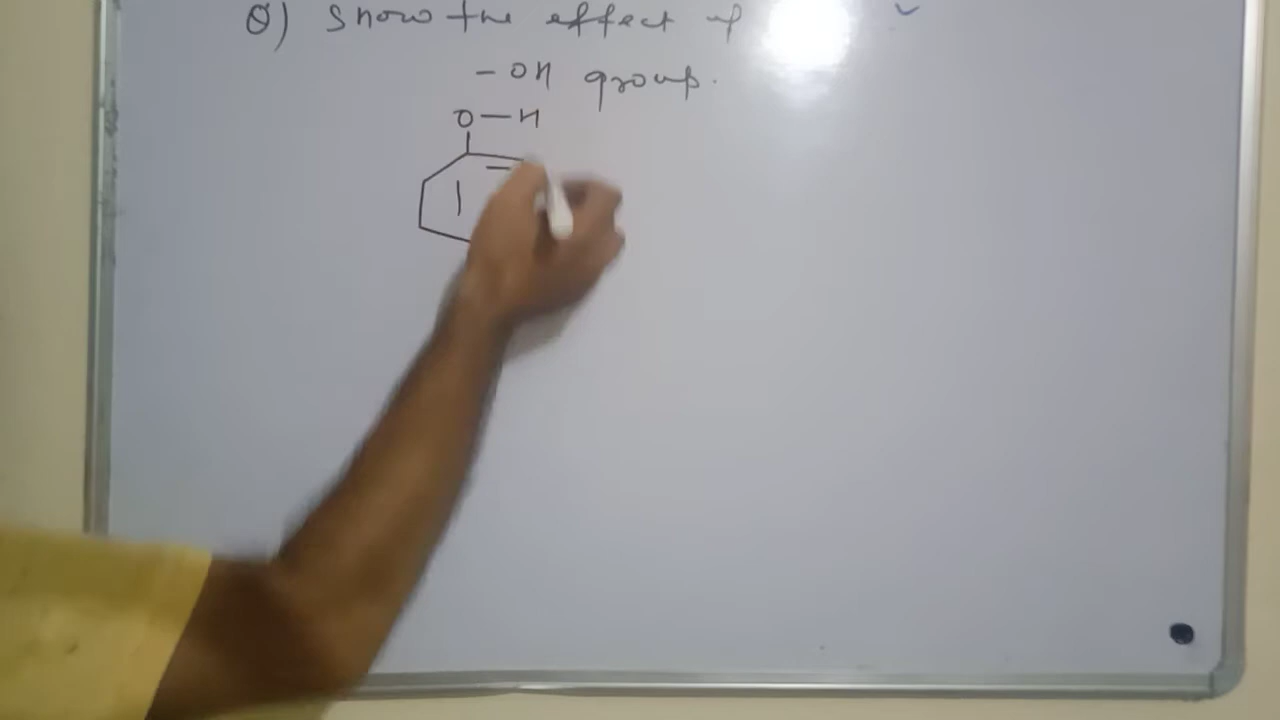 Q) Show the effect of
- OH group.
O — H